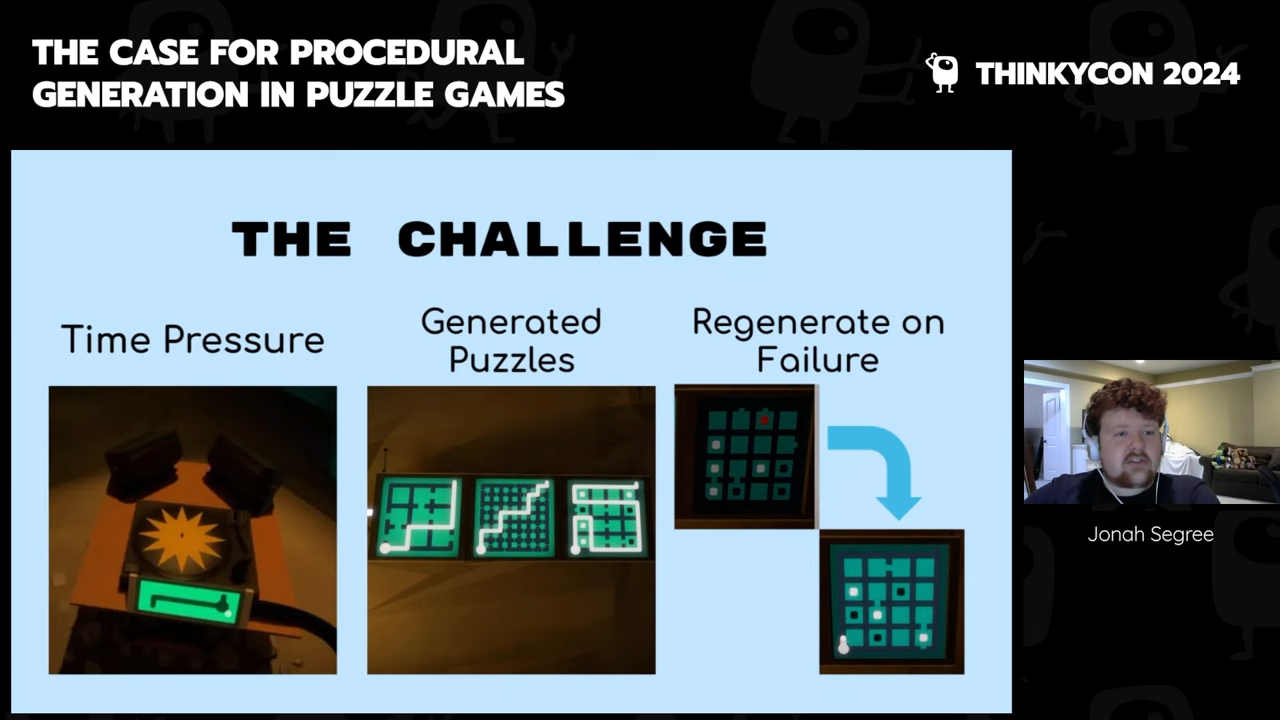 THE CASE FOR PROCEDURAL
GENERATION IN PUZZLE GAMES
THINKYCON 2024
THE CHALLENGE
Time Pressure
Generated
Puzzles
Regenerate on
Failure
Jonah Segree